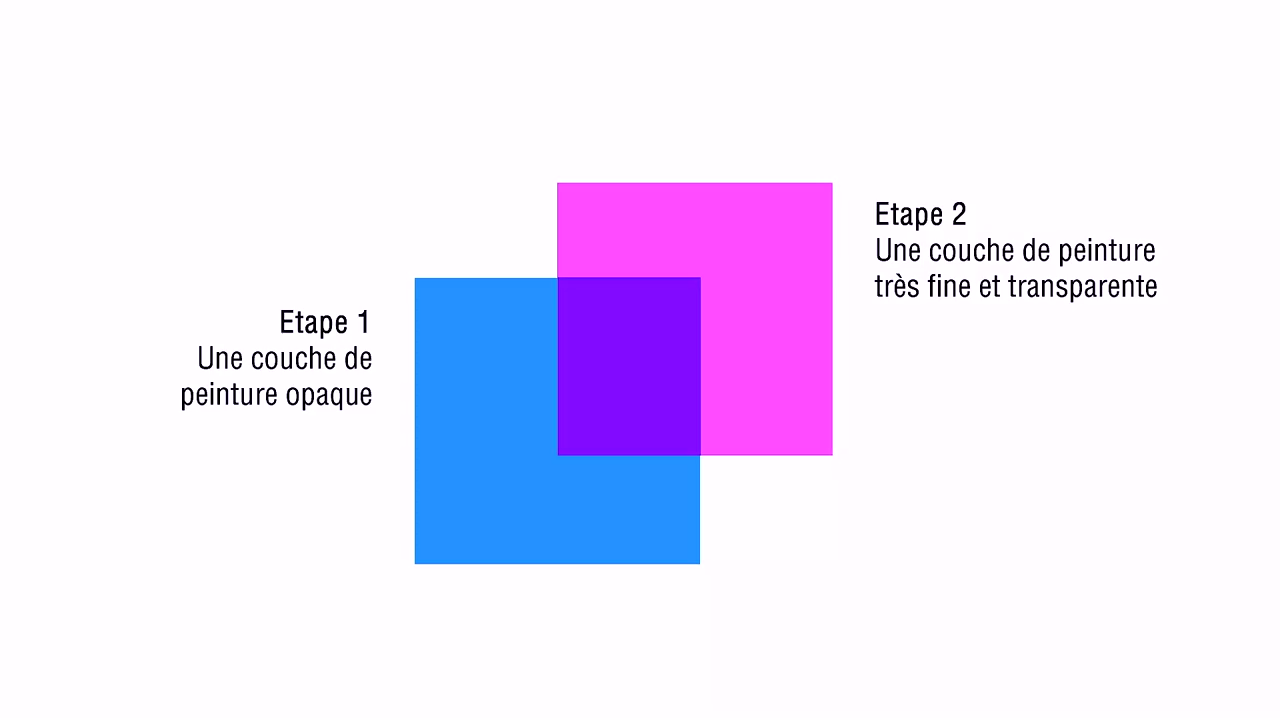 Etape 1
Une couche de
peinture opaque
Etape 2
Une couche de peinture
très fine et transparente